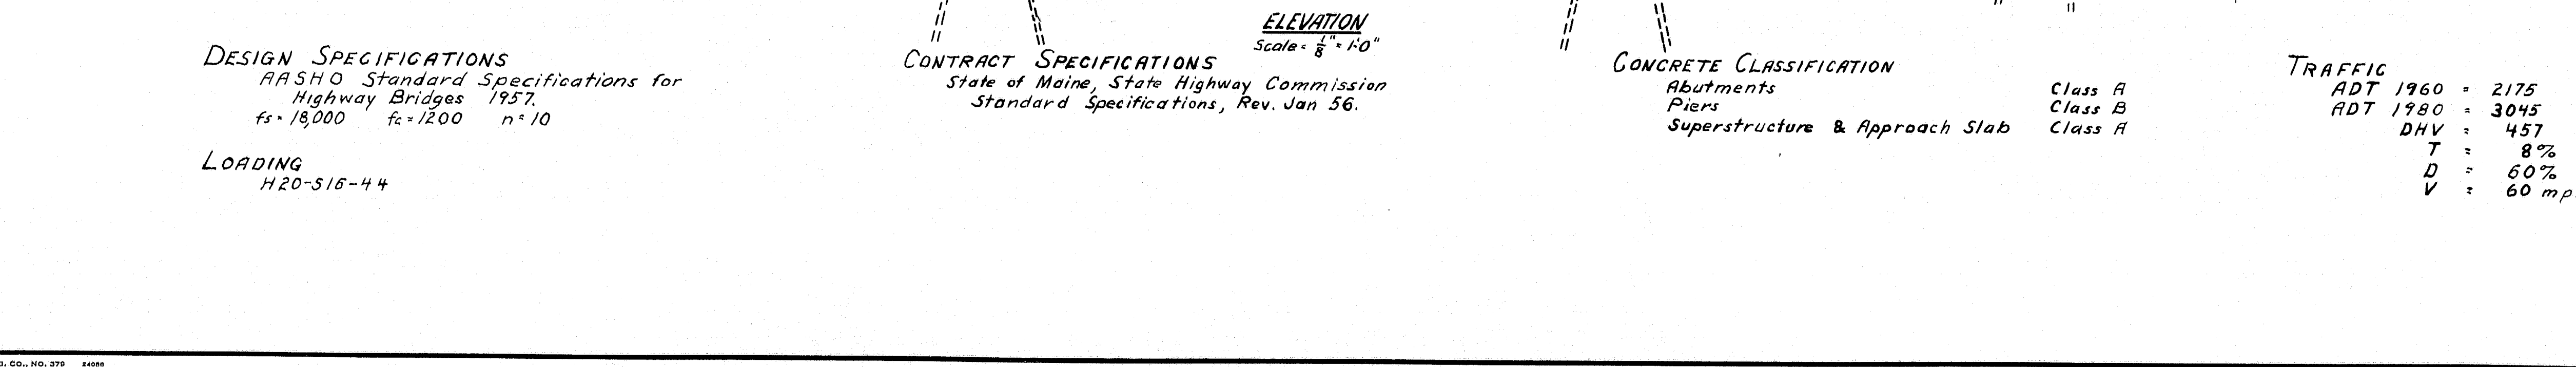 ELEVATION
Scale = 1/8" = 1'-0"
DESIGN SPECIFICATIONS
AASHO Standard Specifications for
Highway Bridges 1957.
fs = 18,000 fc = 1200 n = 10
LOADING
H20-S16-44
CONTRACT SPECIFICATIONS
State of Maine, State Highway Commission
Standard Specifications, Rev. Jan 56.
CONCRETE CLASSIFICATION
Abutments Class A
Piers Class B
Superstructure & Approach Slab Class A
TRAFFIC
ADT 1960 = 2175
ADT 1980 = 3045
DHV = 457
T = 8%
D = 60%
V = 60 mp
. CO., NO. 379 24086